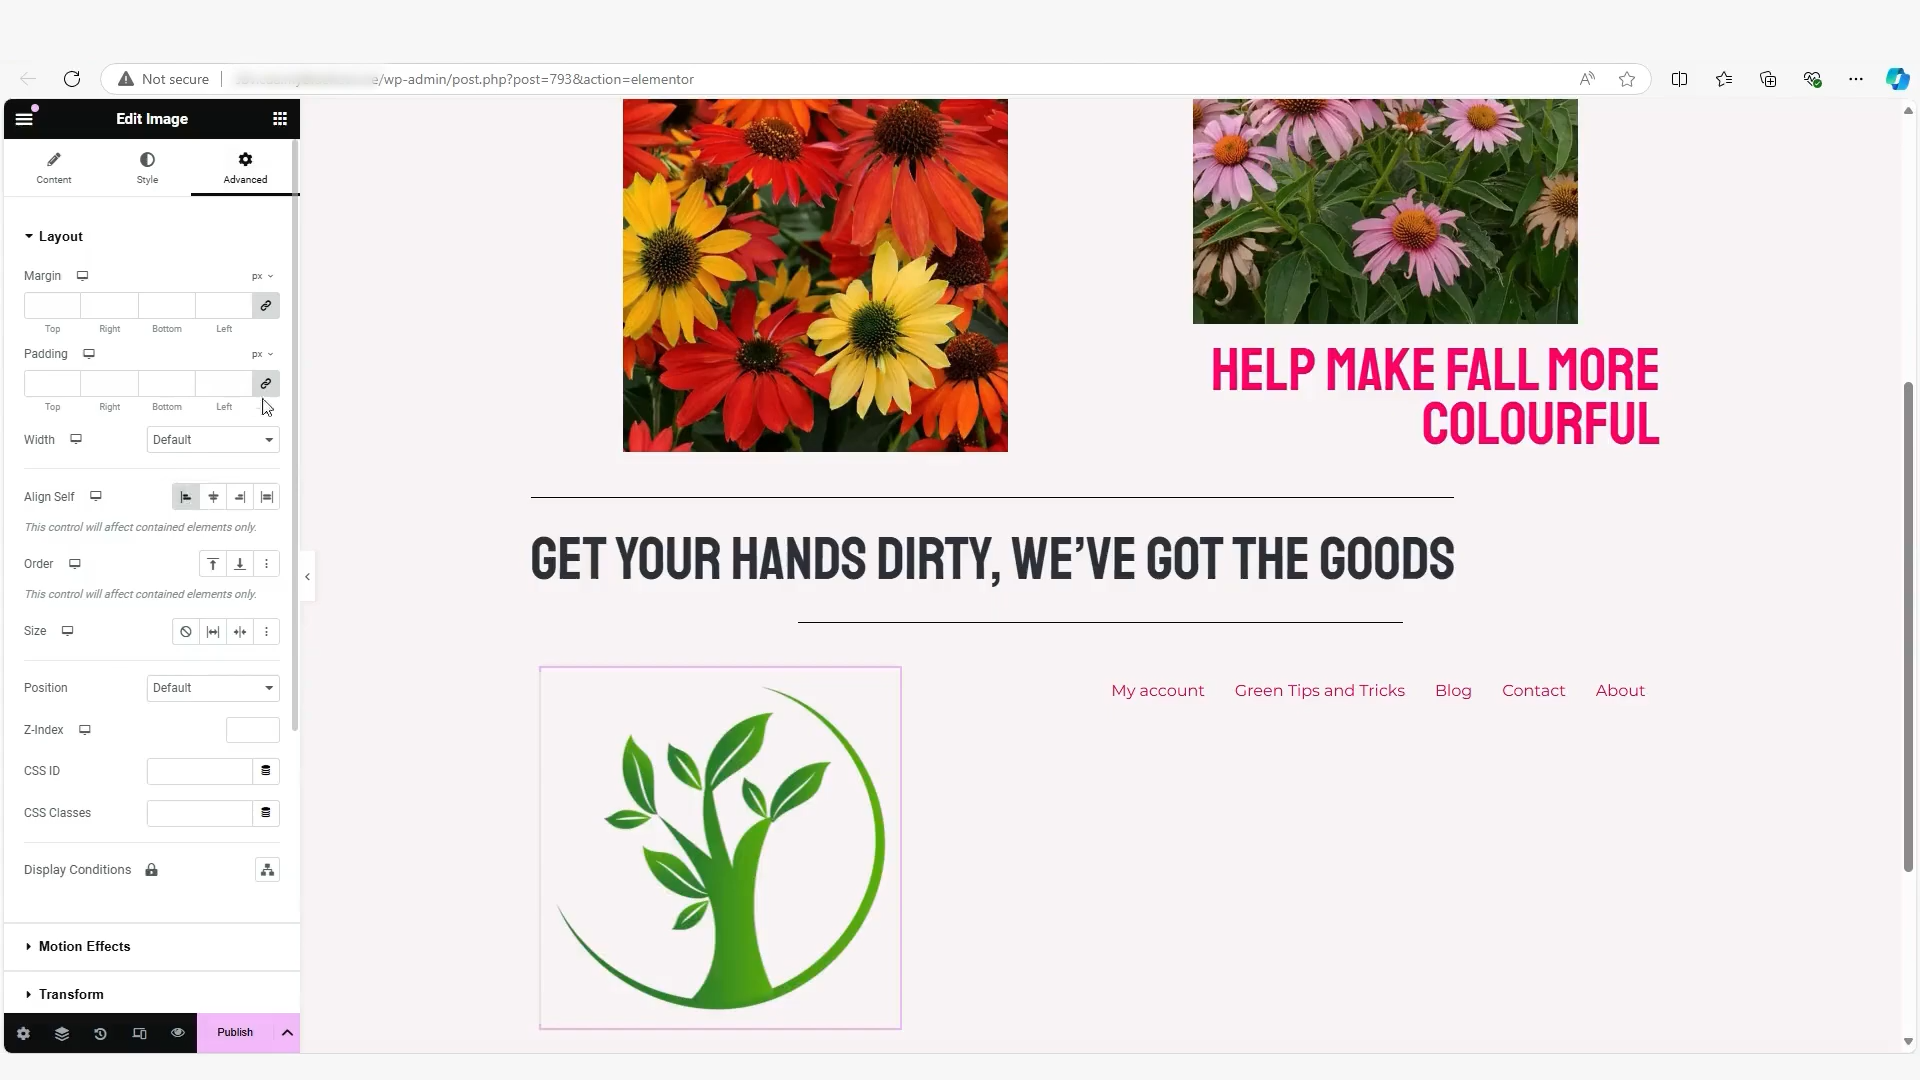 Not secure
/wp-admin/post.php?post=793&action=elementor
Edit Image
Content
Style
Advanced
Layout
Margin
px
Top
Right
Bottom
Left
Padding
px
Top
Right
Bottom
Left
Width
Default
Align Self
This control will affect contained elements only.
Order
This control will affect contained elements only.
Size
Position
Default
Z-Index
CSS ID
CSS Classes
Display Conditions
Motion Effects
Transform
Publish
HELP MAKE FALL MORE
COLOURFUL
GET YOUR HANDS DIRTY, WE’VE GOT THE GOODS
My account
Green Tips and Tricks
Blog
Contact
About